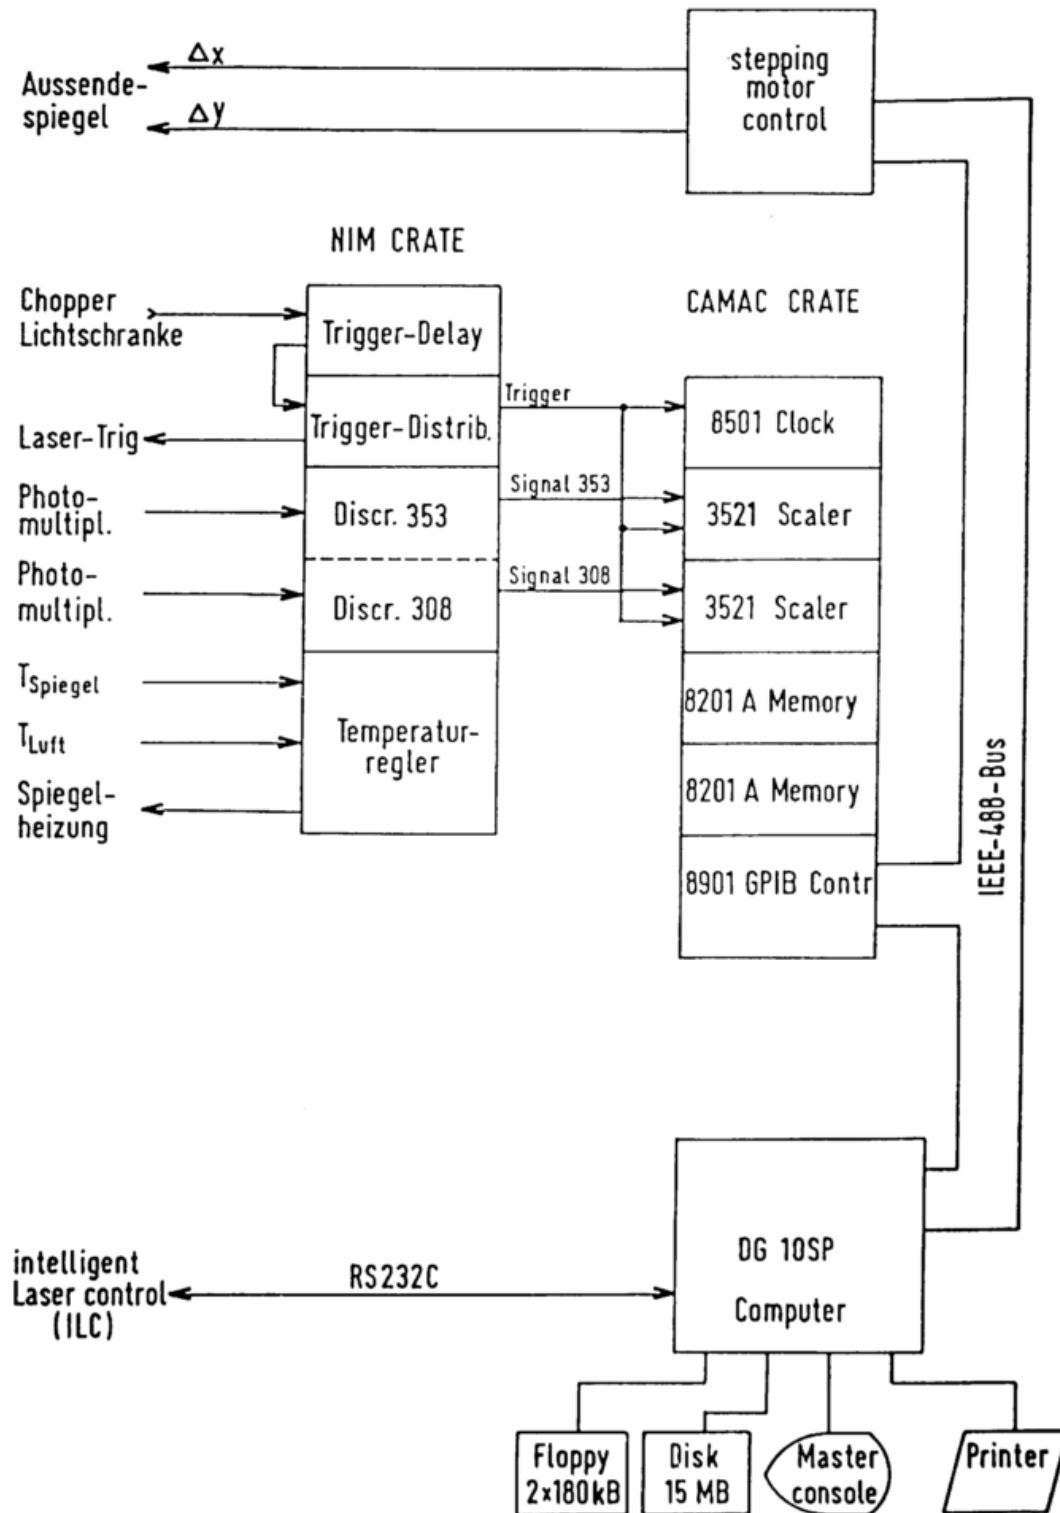 Δx
Aussende-
spiegel
Δy
stepping
motor
control
NIM CRATE
CAMAC CRATE
Chopper
Lichtschranke
Trigger-Delay
Trigger
8501 Clock
Trigger-Distrib.
Laser-Trig
Signal 353
Photo-
multipl.
Discr. 353
3521 Scaler
Signal 308
Photo-
multipl.
Discr. 308
3521 Scaler
TSpiegel
8201 A Memory
TLuft
Temperatur-
regler
8201 A Memory
Spiegel-
heizung
8901 GPIB Contr
IEEE-488-Bus
intelligent
Laser control
(ILC)
RS232C
DG 10SP
Computer
Floppy
2x180kB
Disk
15 MB
Master
console
Printer